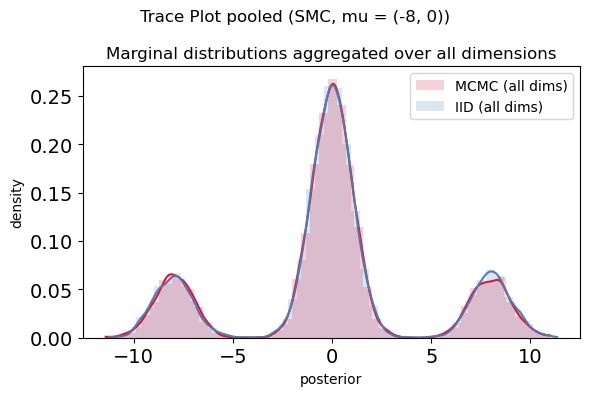 Trace Plot pooled (SMC, mu = (-8, 0))
Marginal distributions aggregated over all dimensions
MCMC (all dims)
IID (all dims)
density
0.25
0.20
0.15
0.10
0.05
0.00
−10
−5
0
5
10
posterior